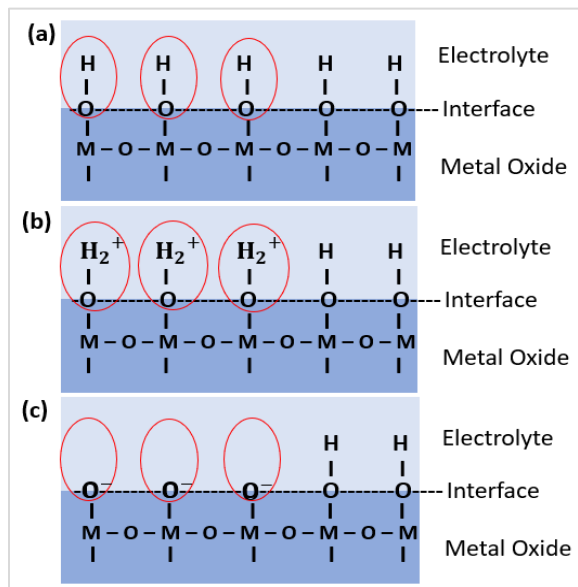 (a)
H H H H H Electrolyte
I I I I I
O O O O O Interface
I I I I I
M – O – M – O – M – O – M – O – M Metal Oxide
I I I I I
(b)
H₂⁺ H₂⁺ H₂⁺ H H Electrolyte
I I I I I
O O O O O Interface
I I I I I
M – O – M – O – M – O – M – O – M Metal Oxide
I I I I I
(c)
H H Electrolyte
I I
O⁻ O⁻ O⁻ O O Interface
I I I I I
M – O – M – O – M – O – M – O – M Metal Oxide
I I I I I